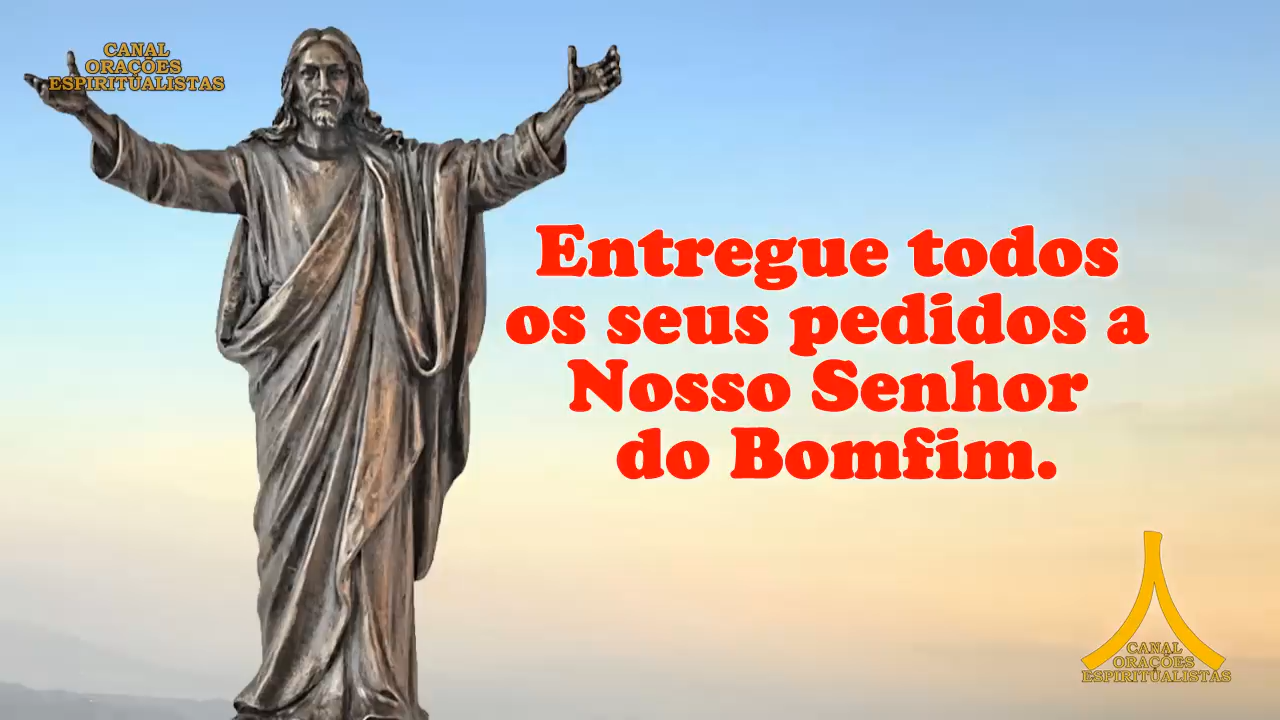 CANAL
ORAÇÕES
ESPIRITUALISTAS
Entregue todos
os seus pedidos a
Nosso Senhor
do Bomfim.
CANAL
ORAÇÕES
ESPIRITUALISTAS